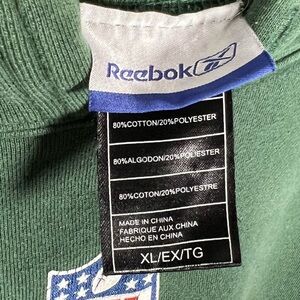 Reebok
80%COTTON/20%POLYESTER
80%ALGODON/20%POLIESTER
80%COTON/20%POLYESTRE
MADE IN CHINA
FABRIQUE AUX CHINA
HECHO EN CHINA
XL/EX/TG